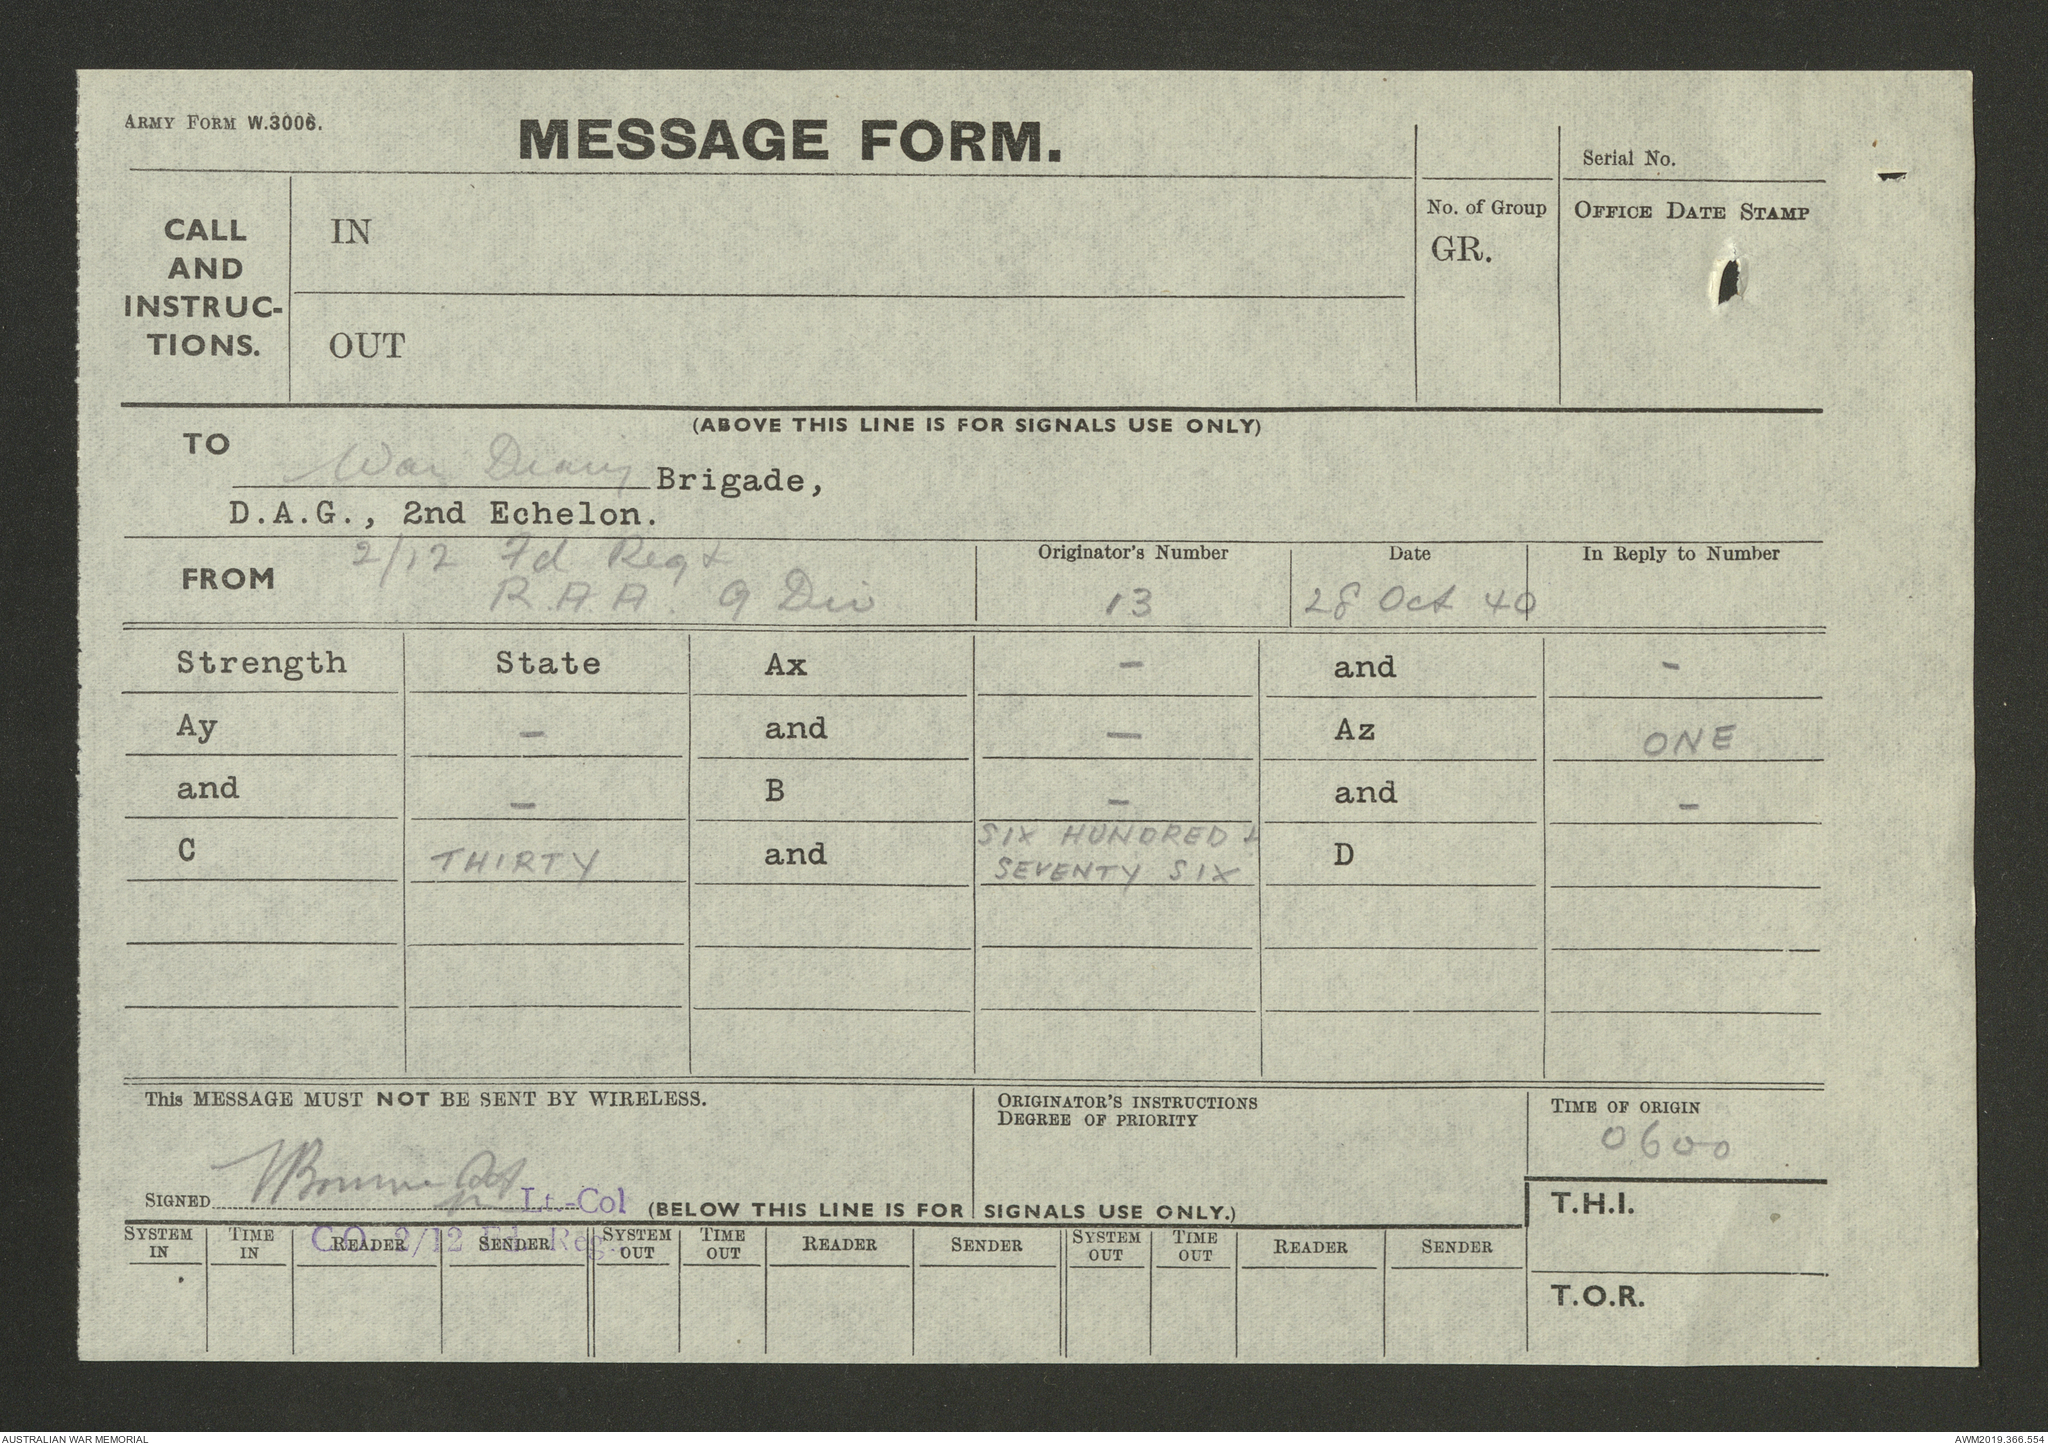 ARMY FORM W.3006.
MESSAGE FORM.
Serial No.
CALL
AND
INSTRUC-
TIONS.
IN
OUT
No. of Group
GR.
OFFICE DATE STAMP
(ABOVE THIS LINE IS FOR SIGNALS USE ONLY)
TO
War Diary Brigade,
D.A.G., 2nd Echelon.
FROM
2/12 Fd Regt
R.A.A. 9 Div
Originator's Number
13
Date
28 Oct 40
In Reply to Number
Strength State Ax - and -
Ay - and - Az ONE
and - B - and -
C THIRTY and SIX HUNDRED &
SEVENTY SIX D
This MESSAGE MUST NOT BE SENT BY WIRELESS.
ORIGINATOR'S INSTRUCTIONS
DEGREE OF PRIORITY
TIME OF ORIGIN
0600
SIGNED
Lt.-Col
(BELOW THIS LINE IS FOR SIGNALS USE ONLY.)
T.H.I.
C.O. 2/12 Fd. Reg
SYSTEM IN TIME IN READER SENDER SYSTEM OUT TIME OUT READER SENDER SYSTEM OUT TIME OUT READER SENDER
T.O.R.
AUSTRALIAN WAR MEMORIAL
AWM2019.366.554